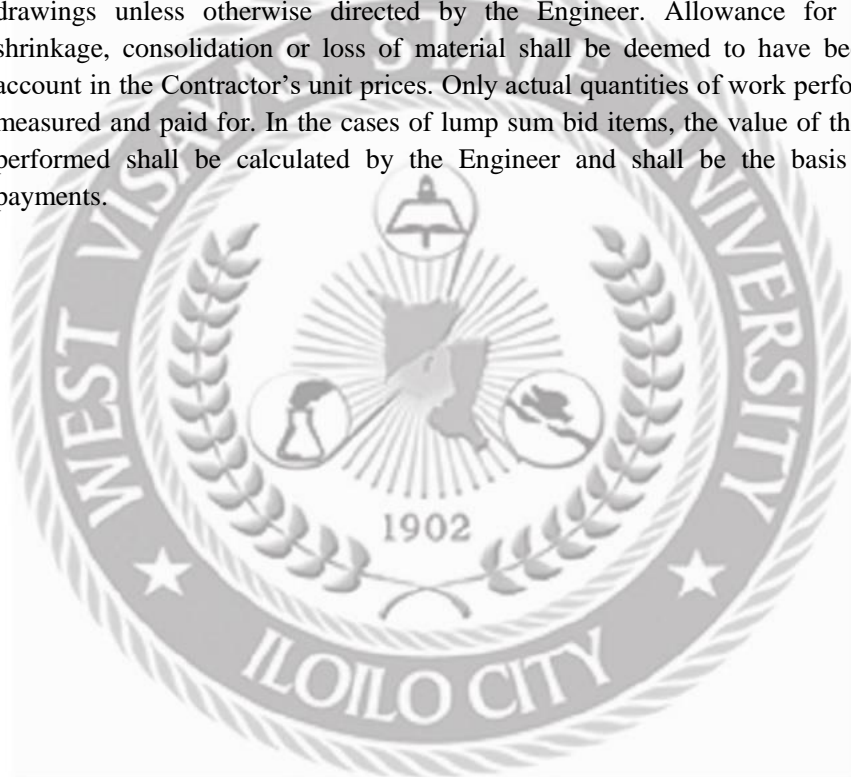 drawings unless otherwise directed by the Engineer. Allowance for
shrinkage, consolidation or loss of material shall be deemed to have bee
account in the Contractor's unit prices. Only actual quantities of work perfo
measured and paid for. In the cases of lump sum bid items, the value of th
performed shall be calculated by the Engineer and shall be the basis
payments.
WEST VISAYAS STATE UNIVERSITY
1902
ILOILO CITY